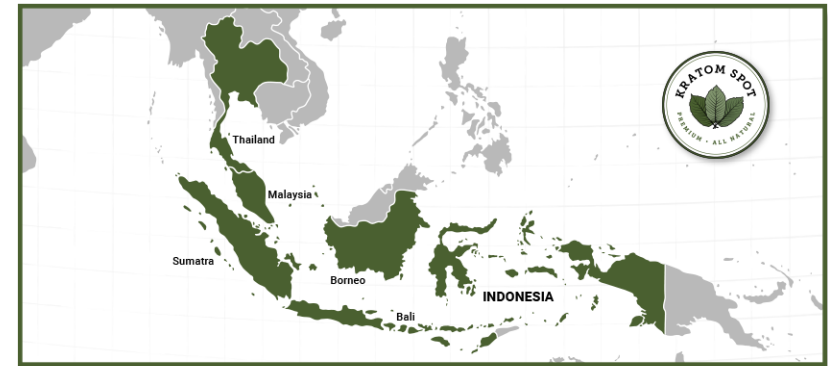 KRATOM SPOT
PREMIUM • ALL NATURAL
Thailand
Malaysia
Sumatra
Borneo
INDONESIA
Bali